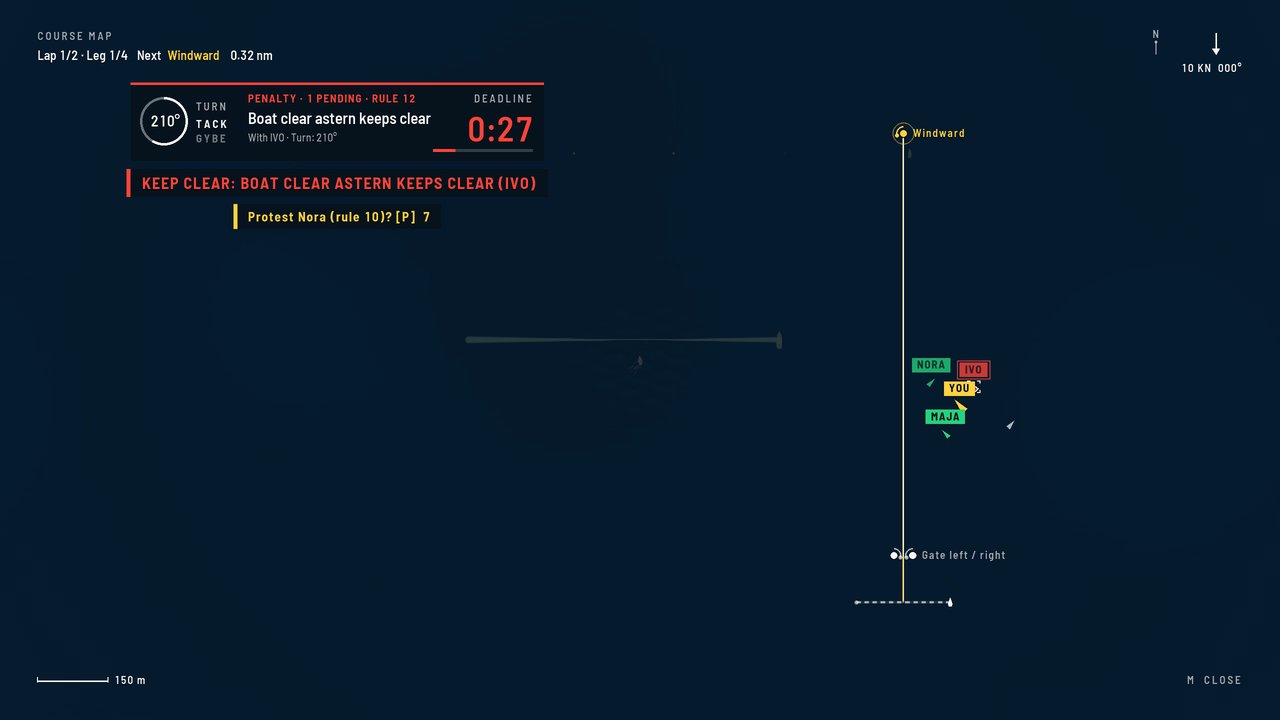 COURSE MAP
Lap 1/2 · Leg 1/4 Next Windward 0.32 nm
N
10 KN 000°
210°
TURN
TACK
GYBE
PENALTY · 1 PENDING · RULE 12
Boat clear astern keeps clear
With IVO · Turn: 210°
DEADLINE
0:27
KEEP CLEAR: BOAT CLEAR ASTERN KEEPS CLEAR (IVO)
Protest Nora (rule 10)? [P] 7
Windward
NORA
IVO
YOU
MAJA
Gate left / right
150 m
M CLOSE